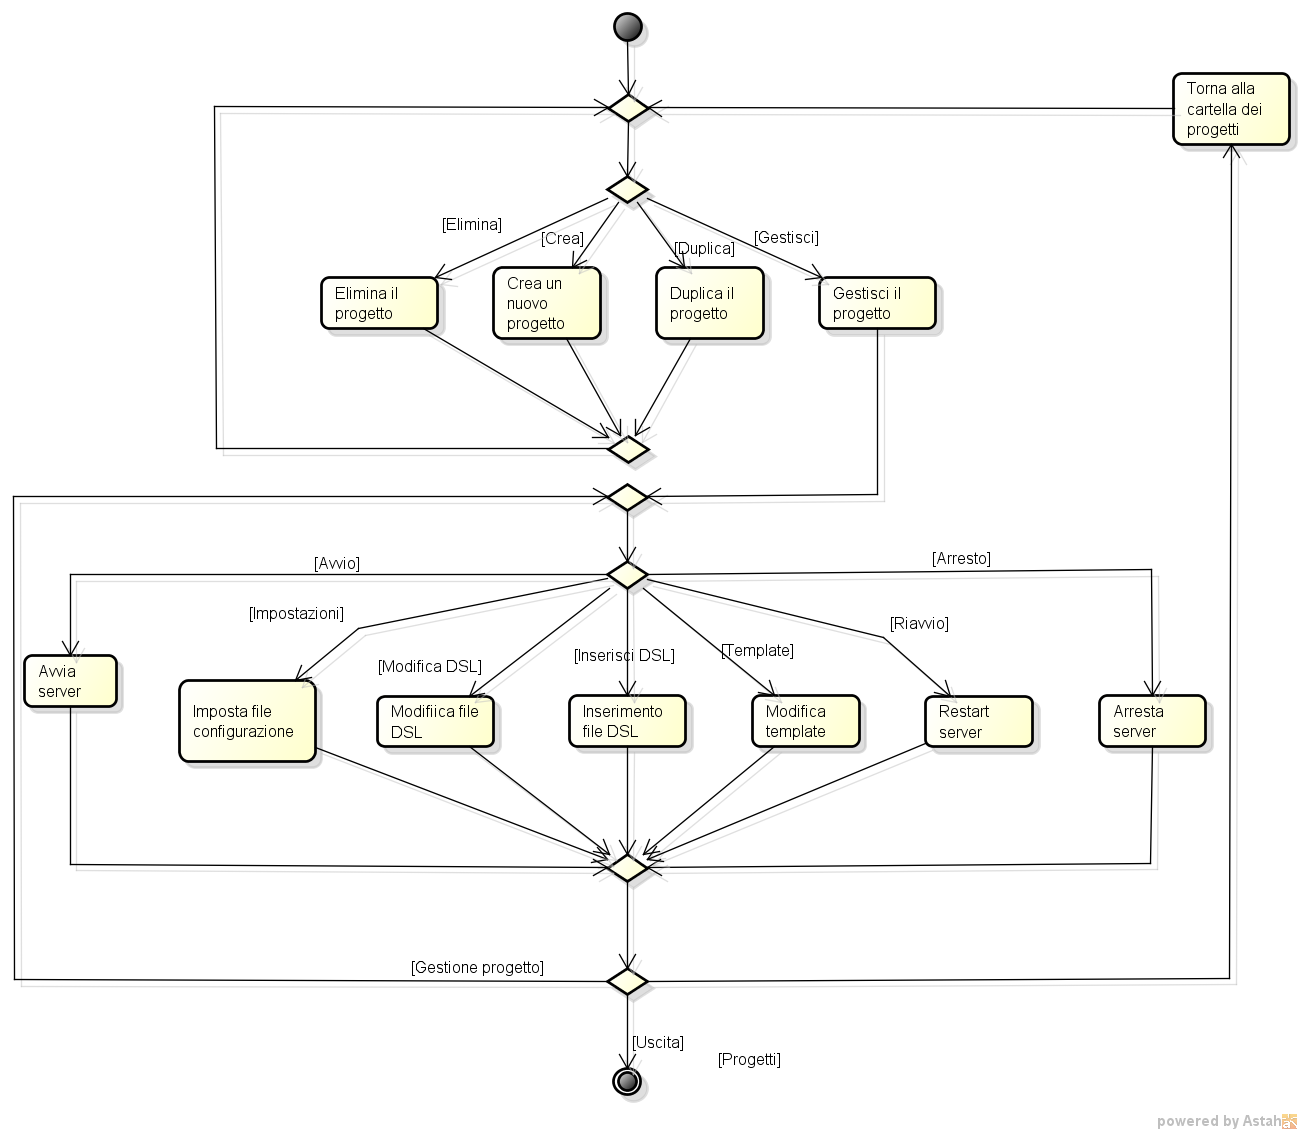 Torna alla
cartella dei
progetti
[Elimina]
[Crea]
[Duplica]
[Gestisci]
Elimina il
progetto
Crea un
nuovo
progetto
Duplica il
progetto
Gestisci il
progetto
[Avvio]
[Arresto]
[Impostazioni]
[Riavvio]
[Modifica DSL]
[Inserisci DSL]
[Template]
Avvia
server
Imposta file
configurazione
Modifiica file
DSL
Inserimento
file DSL
Modifica
template
Restart
server
Arresta
server
[Gestione progetto]
[Uscita]
[Progetti]
powered by Astah